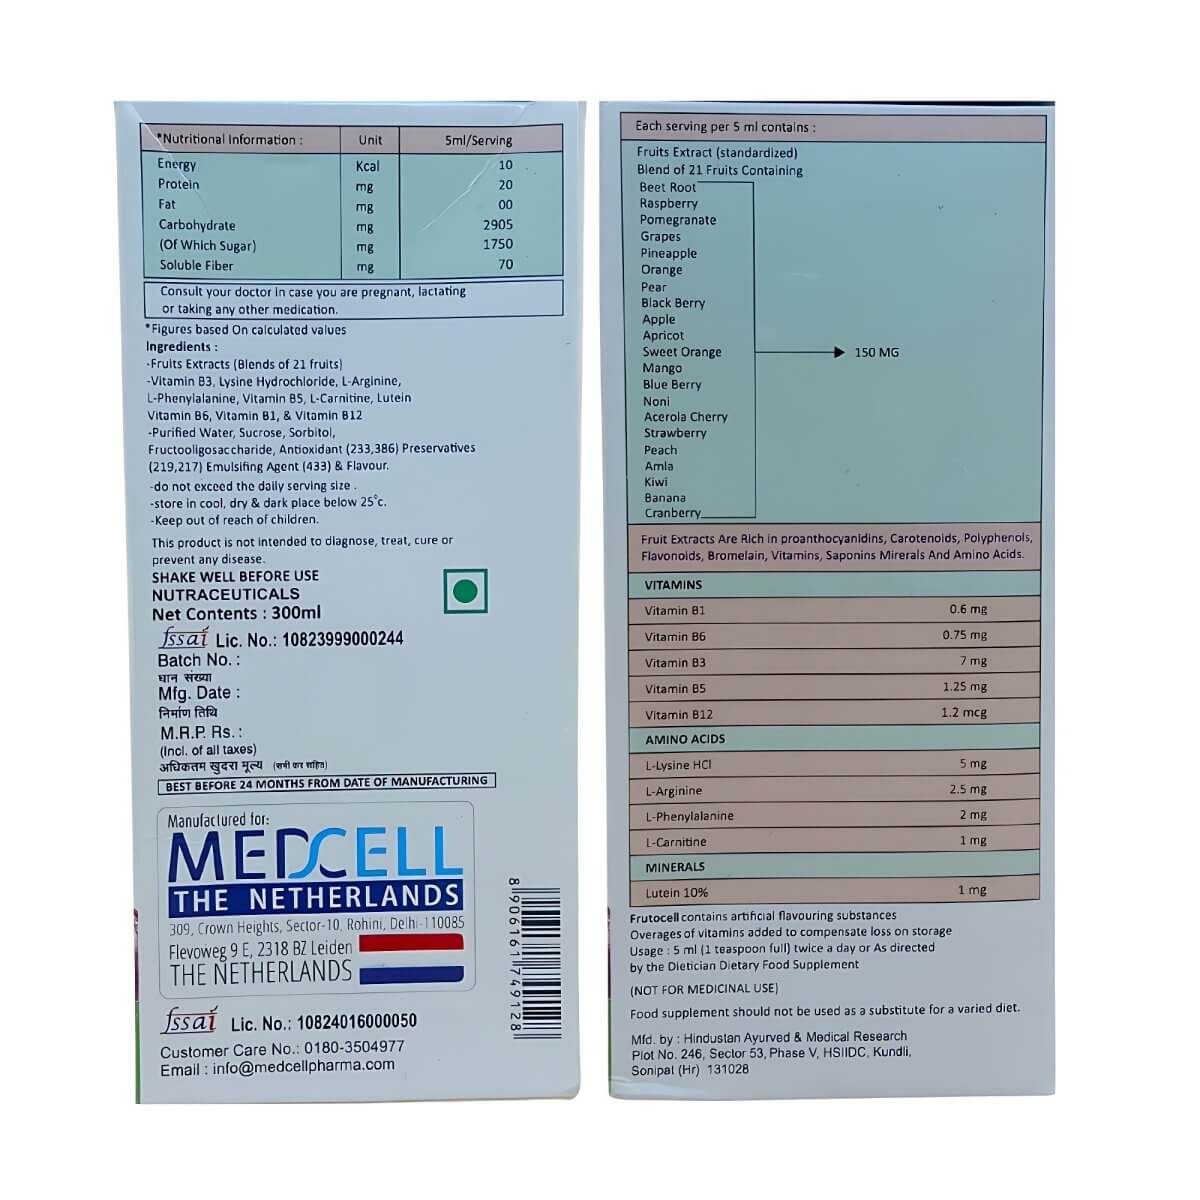 *Nutritional Information : Unit 5ml/Serving
Energy Kcal 10
Protein mg 20
Fat mg 00
Carbohydrate mg 2905
(Of Which Sugar) mg 1750
Soluble Fiber mg 70
Consult your doctor in case you are pregnant, lactating
or taking any other medication.
*Figures based On calculated values
Ingredients :
-Fruits Extracts (Blends of 21 fruits)
-Vitamin B3, Lysine Hydrochloride, L-Arginine,
L-Phenylalanine, Vitamin B5, L-Carnitine, Lutein
Vitamin B6, Vitamin B1, & Vitamin B12
-Purified Water, Sucrose, Sorbitol,
Fructooligosaccharide, Antioxidant (233,386) Preservatives
(219,217) Emulsifing Agent (433) & Flavour.
-do not exceed the daily serving size .
-store in cool, dry & dark place below 25°c.
-Keep out of reach of children.
This product is not intended to diagnose, treat, cure or
prevent any disease.
SHAKE WELL BEFORE USE
NUTRACEUTICALS
Net Contents : 300ml
fssai Lic. No.: 10823999000244
Batch No. :
घान संख्या
Mfg. Date :
निर्माण तिथि
M.R.P. Rs. :
(Incl. of all taxes)
अधिकतम खुदरा मूल्य (सभी कर सहित)
BEST BEFORE 24 MONTHS FROM DATE OF MANUFACTURING
Manufactured for:
MEDCELL
THE NETHERLANDS
309, Crown Heights, Sector-10, Rohini, Delhi-110085
Flevoweg 9 E, 2318 BZ Leiden
THE NETHERLANDS
8 906161 749128
fssai Lic. No.: 10824016000050
Customer Care No.: 0180-3504977
Email : info@medcellpharma.com
Each serving per 5 ml contains :
Fruits Extract (standardized)
Blend of 21 Fruits Containing
Beet Root
Raspberry
Pomegranate
Grapes
Pineapple
Orange
Pear
Black Berry
Apple
Apricot
Sweet Orange 150 MG
Mango
Blue Berry
Noni
Acerola Cherry
Strawberry
Peach
Amla
Kiwi
Banana
Cranberry
Fruit Extracts Are Rich in proanthocyanidins, Carotenoids, Polyphenols,
Flavonoids, Bromelain, Vitamins, Saponins Mirerals And Amino Acids.
VITAMINS
Vitamin B1 0.6 mg
Vitamin B6 0.75 mg
Vitamin B3 7 mg
Vitamin B5 1.25 mg
Vitamin B12 1.2 mcg
AMINO ACIDS
L-Lysine HCl 5 mg
L-Arginine 2.5 mg
L-Phenylalanine 2 mg
L-Carnitine 1 mg
MINERALS
Lutein 10% 1 mg
Frutocell contains artificial flavouring substances
Overages of vitamins added to compensate loss on storage
Usage : 5 ml (1 teaspoon full) twice a day or As directed
by the Dietician Dietary Food Supplement
(NOT FOR MEDICINAL USE)
Food supplement should not be used as a substitute for a varied diet.
Mfd. by : Hindustan Ayurved & Medical Research
Plot No. 246, Sector 53, Phase V, HSIIDC, Kundli,
Sonipal (Hr) 131028